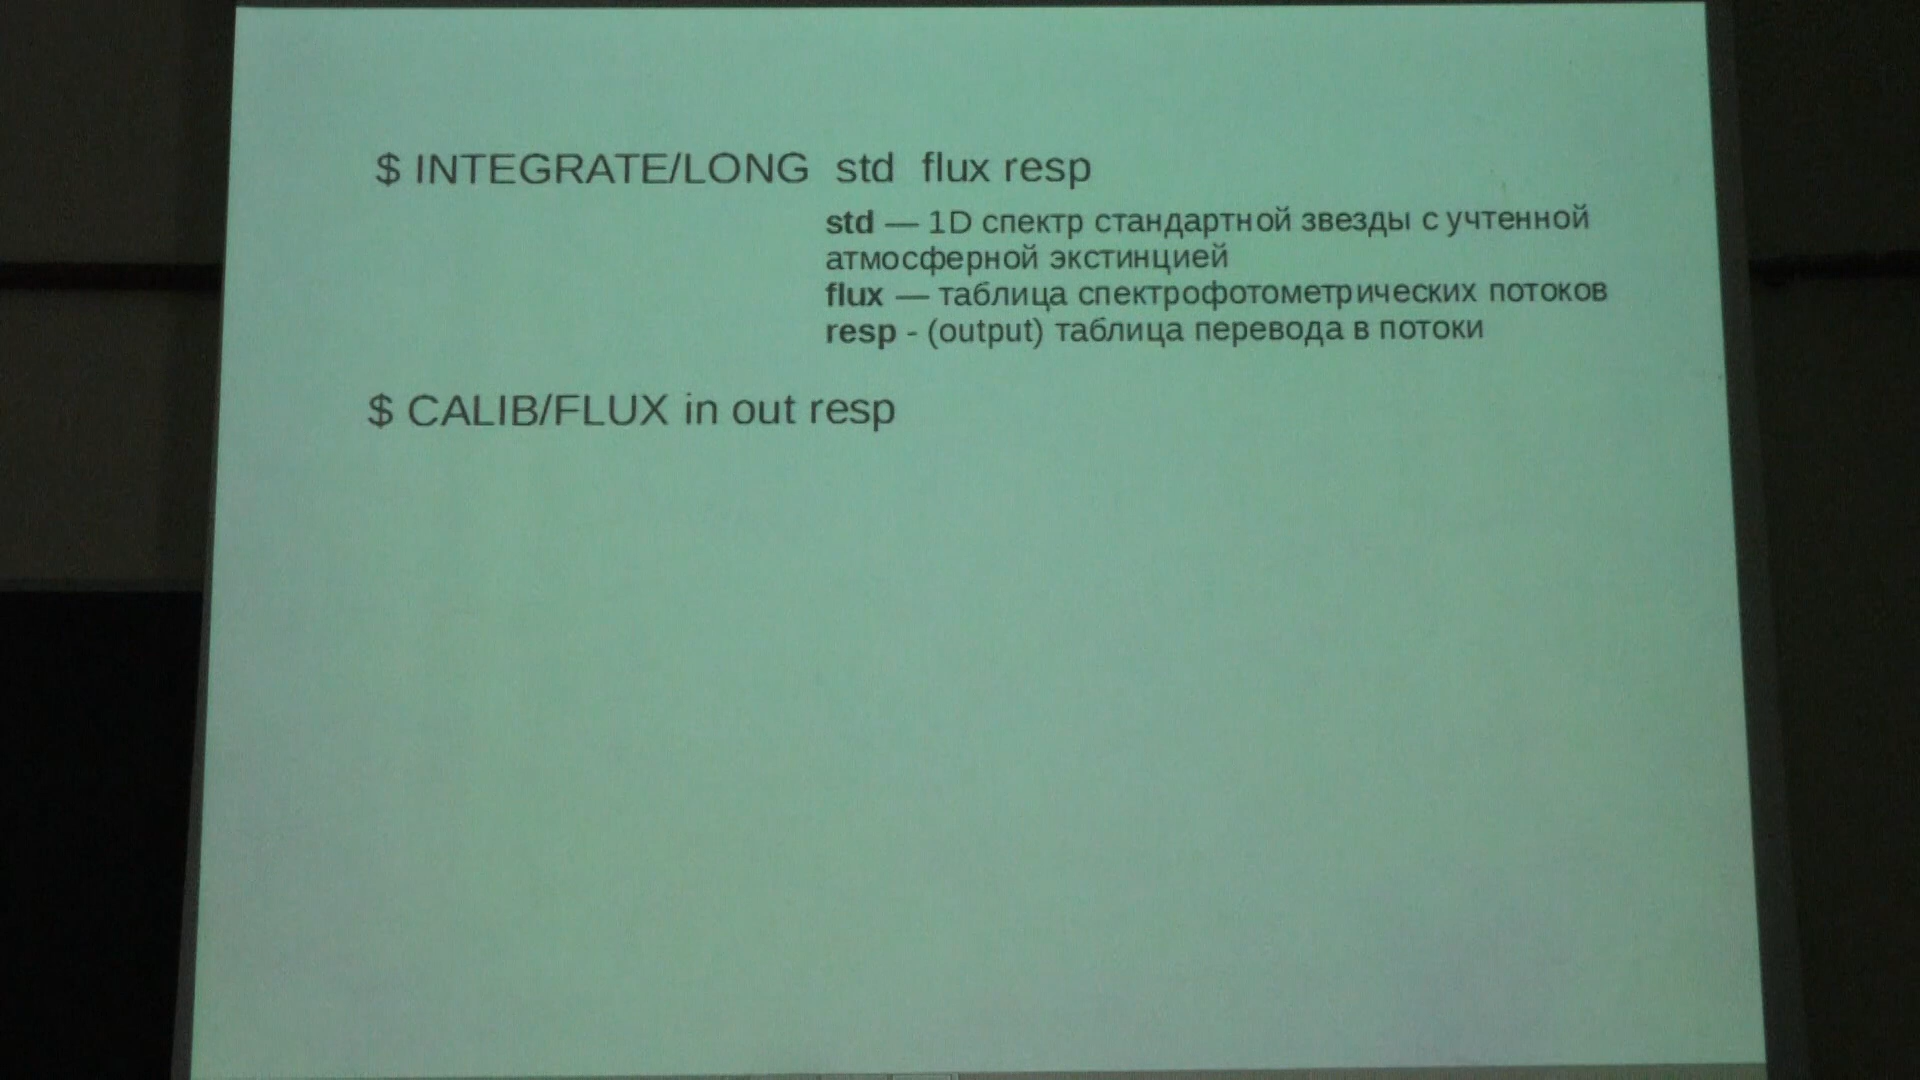 $ INTEGRATE/LONG std flux resp
std — 1D спектр стандартной звезды с учтенной
атмосферной экстинцией
flux — таблица спектрофотометрических потоков
resp - (output) таблица перевода в потоки
$ CALIB/FLUX in out resp